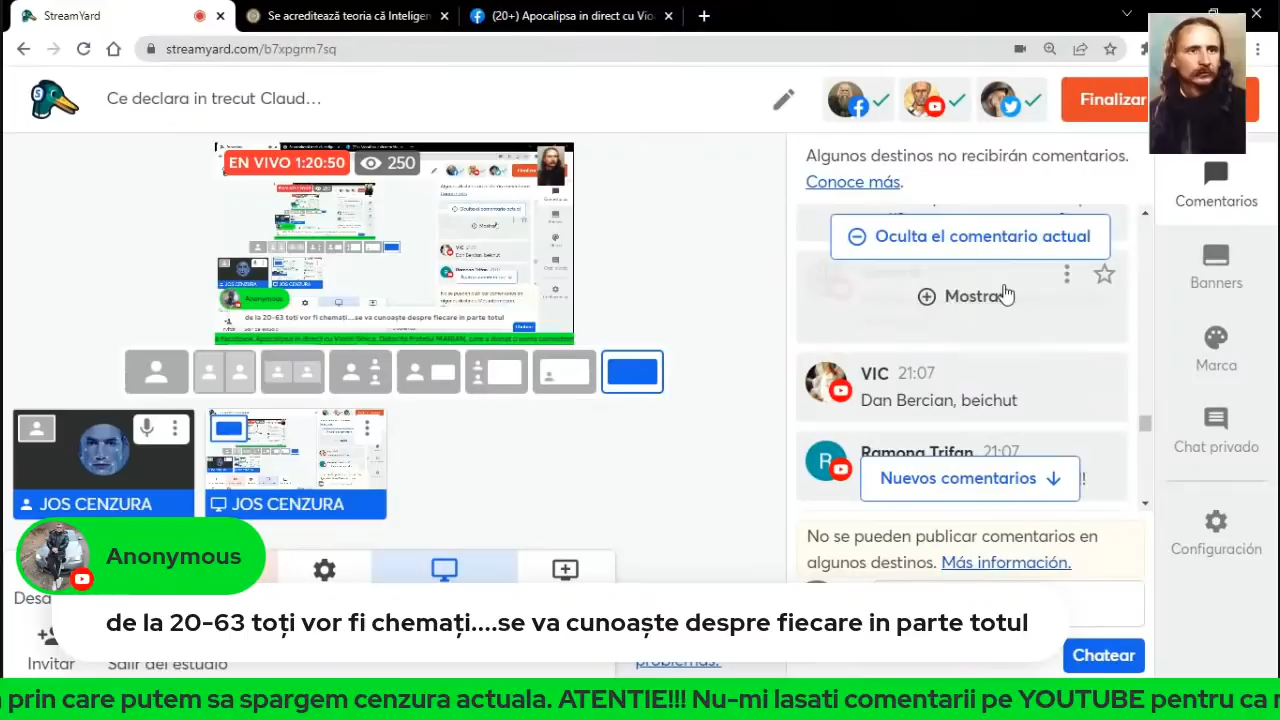 StreamYard
Se acreditează teoria că Inteligen
(20+) Apocalipsa in direct cu Vio
streamyard.com/b7xpgrm7sq
Ce declara in trecut Claud...
Finalizar
EN VIVO 1:20:50
250
Algunos destinos no recibirán comentarios.
Conoce más.
Oculta el comentario actual
Mostrar
VIC 21:07
Dan Bercian, beichut
Ramona Trifan 21:07
R
Nuevos comentarios
!
No se pueden publicar comentarios en
algunos destinos. Más información.
Chatear
Comentarios
Banners
Marca
Chat privado
Configuración
JOS CENZURA
JOS CENZURA
Anonymous
de la 20-63 toți vor fi chemați....se va cunoaște despre fiecare in parte totul
Invitar
Salir del estudio
problemas.
prin care putem sa spargem cenzura actuala. ATENTIE!!! Nu-mi lasati comentarii pe YOUTUBE pentru ca